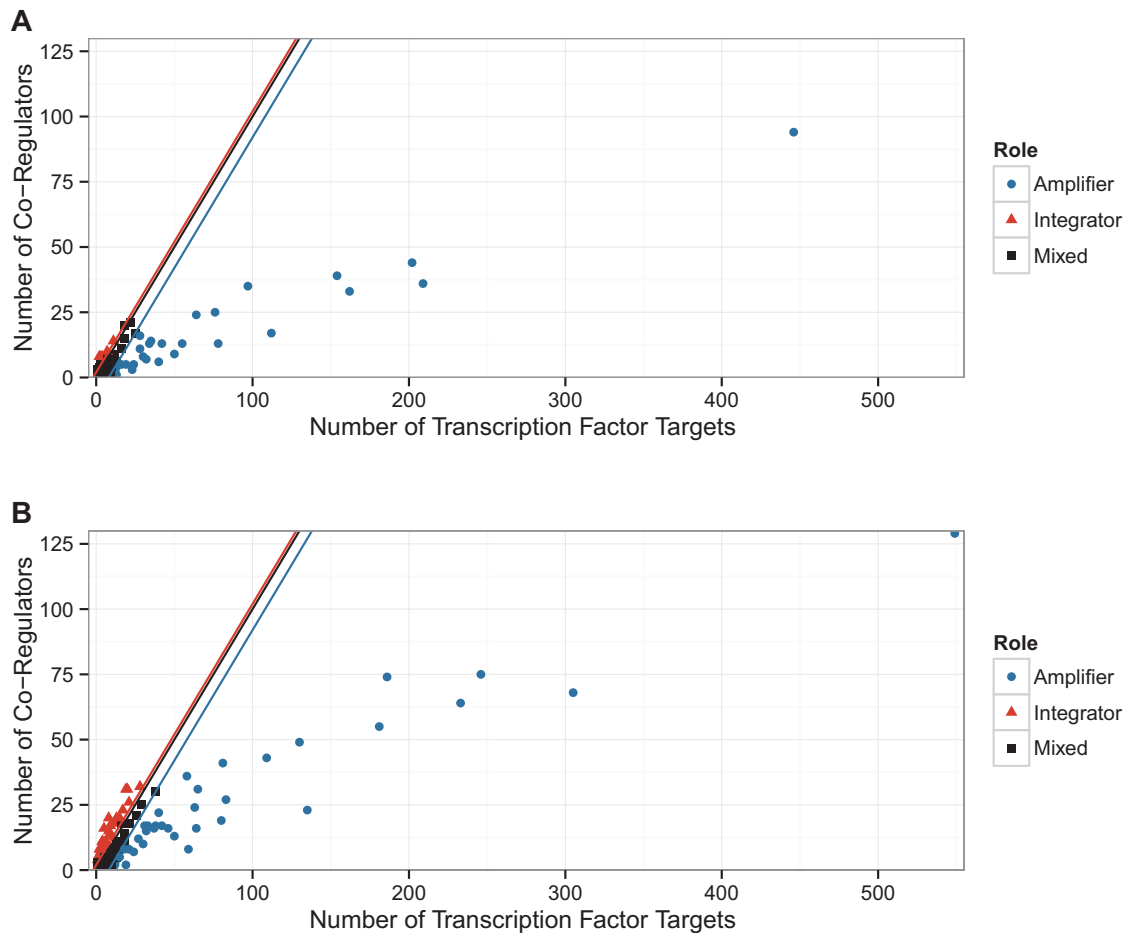 A
125
100
75
50
25
0
Number of Co−Regulators
0 100 200 300 400 500
Number of Transcription Factor Targets
Role
Amplifier
Integrator
Mixed
B
125
100
75
50
25
0
Number of Co−Regulators
0 100 200 300 400 500
Number of Transcription Factor Targets
Role
Amplifier
Integrator
Mixed